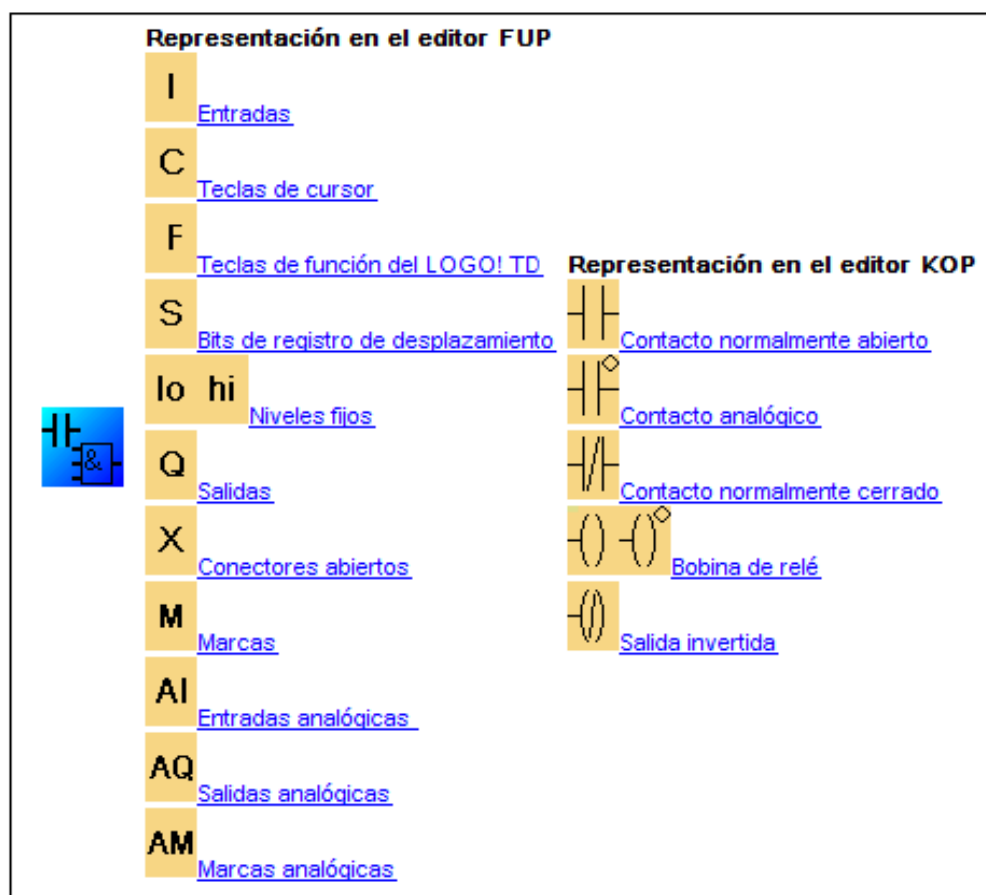 Representación en el editor FUP
I
Entradas
C
Teclas de cursor
F
Teclas de función del LOGO! TD
S
Bits de registro de desplazamiento
lo hi
Niveles fijos
&
Q
Salidas
X
Conectores abiertos
M
Marcas
AI
Entradas analógicas
AQ
Salidas analógicas
AM
Marcas analógicas
Representación en el editor KOP
Contacto normalmente abierto
Contacto analógico
Contacto normalmente cerrado
Bobina de relé
Salida invertida